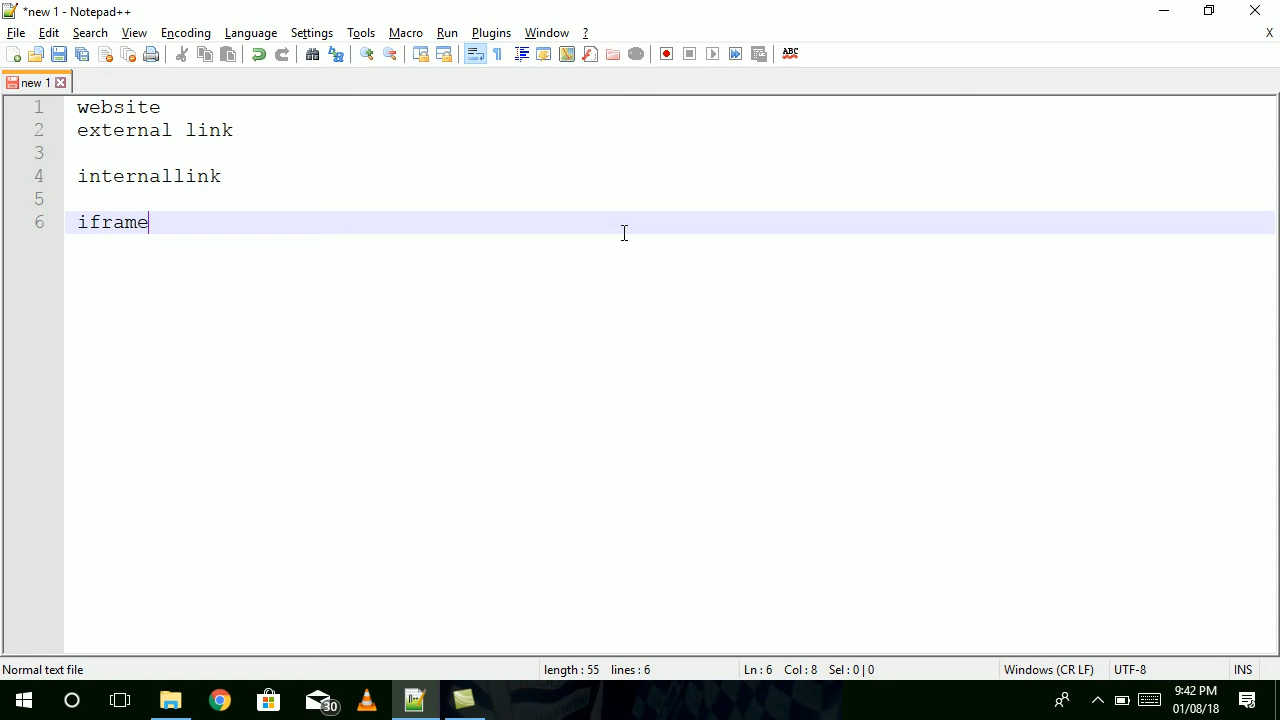 *new 1 - Notepad++
File Edit Search View Encoding Language Settings Tools Macro Run Plugins Window ? X
ABC
new 1
1 website
2 external link
3
4 internallink
5
6 iframe
Normal text file length : 55 lines : 6 Ln : 6 Col : 8 Sel : 0 | 0 Windows (CR LF) UTF-8 INS
30
9:42 PM
01/08/18